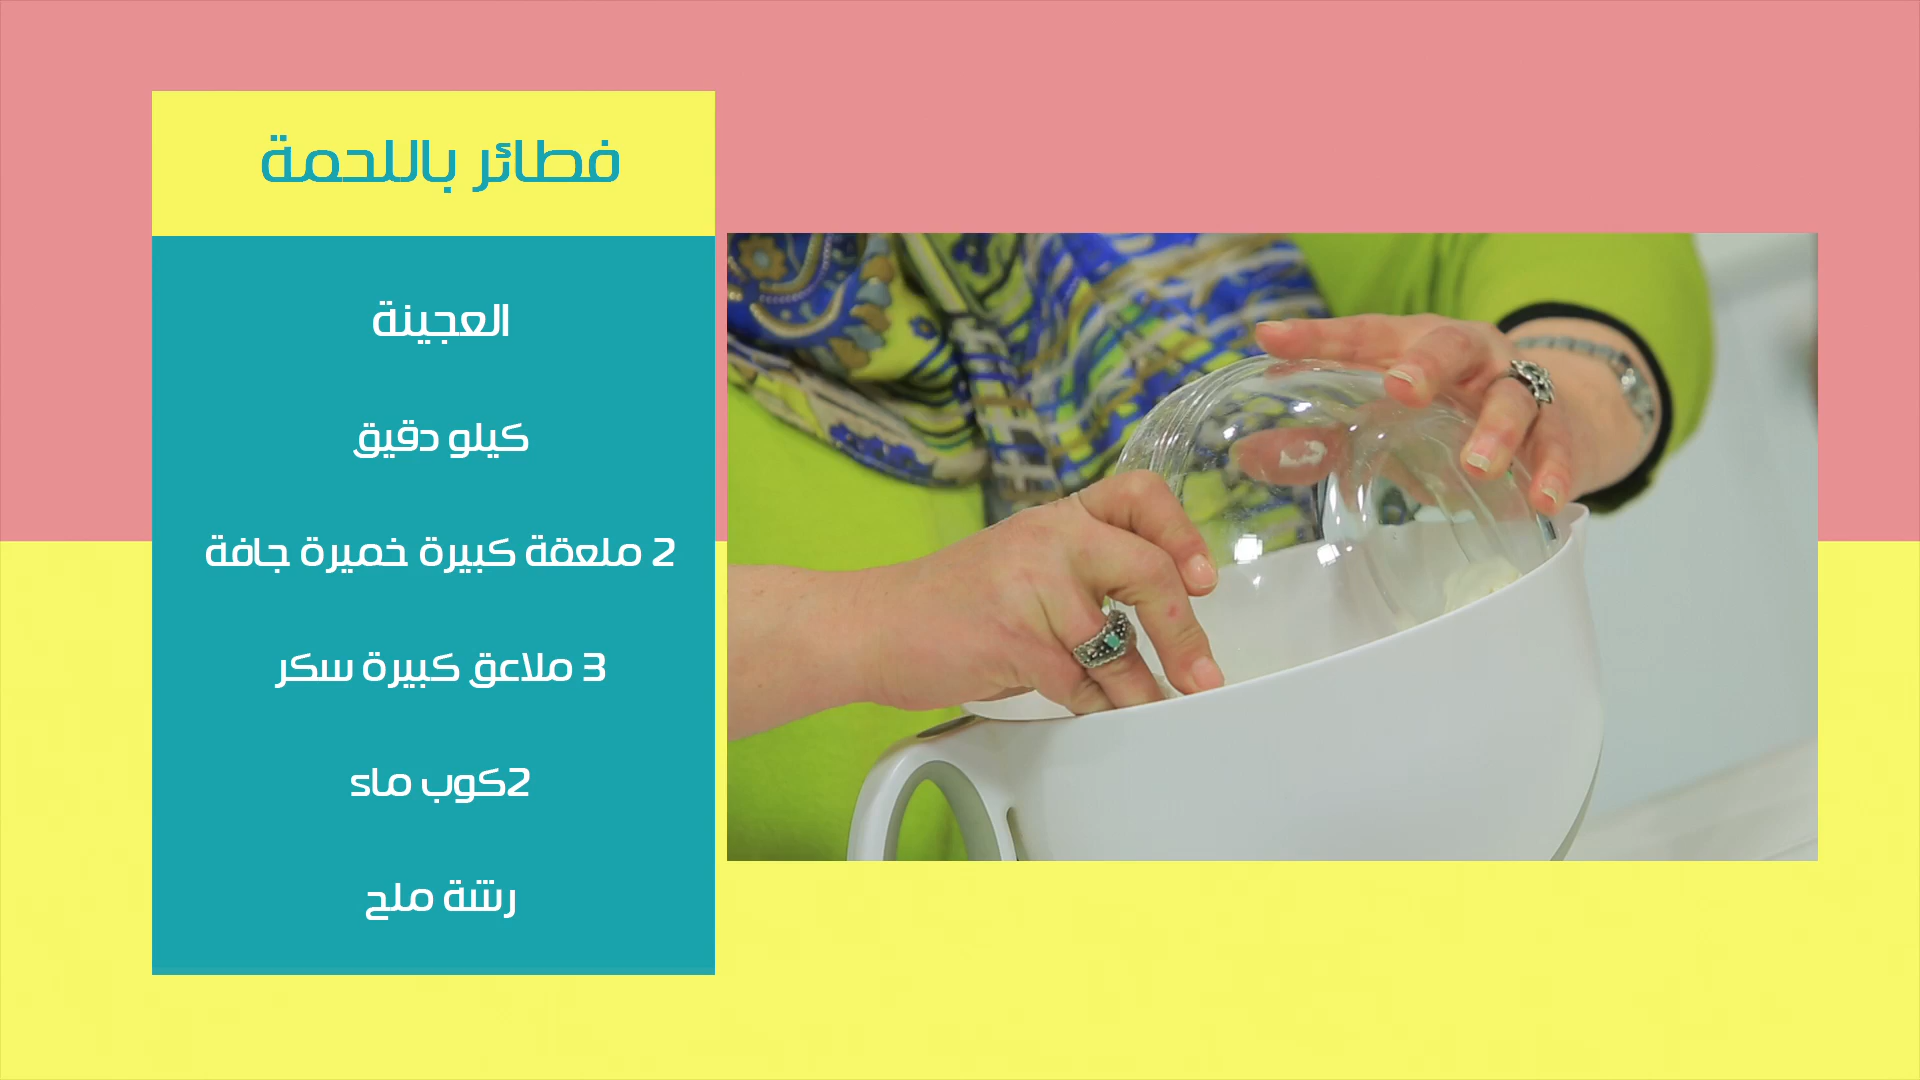 فطائر باللحمة
العجينة
كيلو دقيق
2 ملعقة كبيرة خميرة جافة
3 ملاعق كبيرة سكر
2كوب ماء
رشة ملح